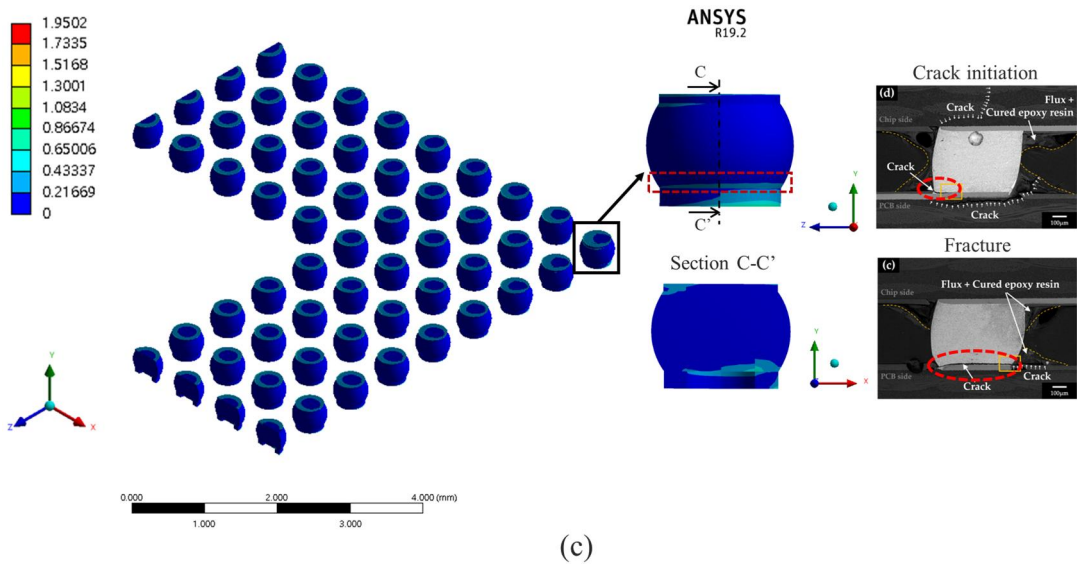 1.9502
1.7335
1.5168
1.3001
1.0834
0.86674
0.65005
0.43337
0.21669
0
ANSYS
R19.2
C
C'
Section C-C'
Y
Z
Y
X
Y
Z
X
0.000
2.000
4.000 (mm)
1.000
3.000
Crack initiation
(d)
Crack
Flux +
Cured epoxy resin
Chip side
Crack
PCB side
Crack
100μm
Fracture
(c)
Flux + Cured epoxy resin
Chip side
PCB side
Crack
Crack
100μm
(c)